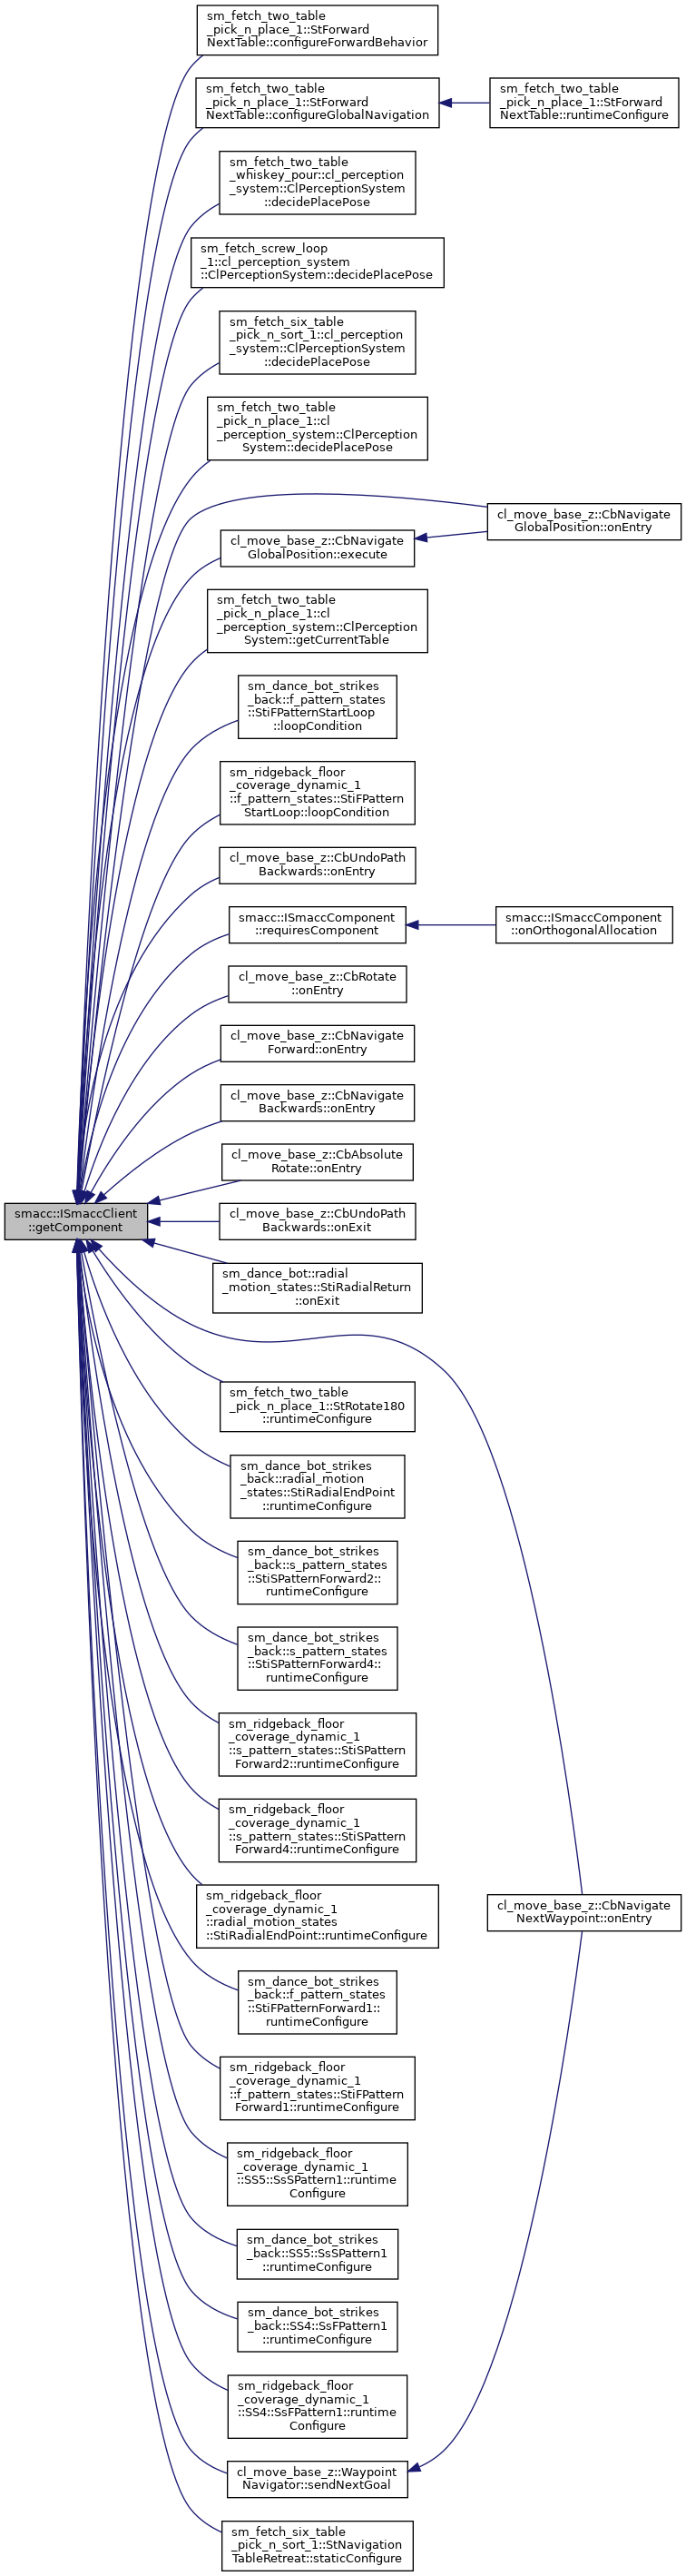 sm_fetch_two_table
_pick_n_place_1::StForward
NextTable::configureForwardBehavior
sm_fetch_two_table
_pick_n_place_1::StForward
NextTable::configureGlobalNavigation
sm_fetch_two_table
_pick_n_place_1::StForward
NextTable::runtimeConfigure
sm_fetch_two_table
_whiskey_pour::cl_perception
_system::ClPerceptionSystem
::decidePlacePose
sm_fetch_screw_loop
_1::cl_perception_system
::ClPerceptionSystem::decidePlacePose
sm_fetch_six_table
_pick_n_sort_1::cl_perception
_system::ClPerceptionSystem
::decidePlacePose
sm_fetch_two_table
_pick_n_place_1::cl
_perception_system::ClPerception
System::decidePlacePose
cl_move_base_z::CbNavigate
GlobalPosition::onEntry
cl_move_base_z::CbNavigate
GlobalPosition::execute
sm_fetch_two_table
_pick_n_place_1::cl
_perception_system::ClPerception
System::getCurrentTable
sm_dance_bot_strikes
_back::f_pattern_states
::StiFPatternStartLoop
::loopCondition
sm_ridgeback_floor
_coverage_dynamic_1
::f_pattern_states::StiFPattern
StartLoop::loopCondition
cl_move_base_z::CbUndoPath
Backwards::onEntry
smacc::ISmaccComponent
::requiresComponent
smacc::ISmaccComponent
::onOrthogonalAllocation
cl_move_base_z::CbRotate
::onEntry
cl_move_base_z::CbNavigate
Forward::onEntry
cl_move_base_z::CbNavigate
Backwards::onEntry
cl_move_base_z::CbAbsolute
Rotate::onEntry
smacc::ISmaccClient
::getComponent
cl_move_base_z::CbUndoPath
Backwards::onExit
sm_dance_bot::radial
_motion_states::StiRadialReturn
::onExit
sm_fetch_two_table
_pick_n_place_1::StRotate180
::runtimeConfigure
sm_dance_bot_strikes
_back::radial_motion
_states::StiRadialEndPoint
::runtimeConfigure
sm_dance_bot_strikes
_back::s_pattern_states
::StiSPatternForward2::
runtimeConfigure
sm_dance_bot_strikes
_back::s_pattern_states
::StiSPatternForward4::
runtimeConfigure
sm_ridgeback_floor
_coverage_dynamic_1
::s_pattern_states::StiSPattern
Forward2::runtimeConfigure
sm_ridgeback_floor
_coverage_dynamic_1
::s_pattern_states::StiSPattern
Forward4::runtimeConfigure
sm_ridgeback_floor
_coverage_dynamic_1
::radial_motion_states
::StiRadialEndPoint::runtimeConfigure
cl_move_base_z::CbNavigate
NextWaypoint::onEntry
sm_dance_bot_strikes
_back::f_pattern_states
::StiFPatternForward1::
runtimeConfigure
sm_ridgeback_floor
_coverage_dynamic_1
::f_pattern_states::StiFPattern
Forward1::runtimeConfigure
sm_ridgeback_floor
_coverage_dynamic_1
::SS5::SsSPattern1::runtime
Configure
sm_dance_bot_strikes
_back::SS5::SsSPattern1
::runtimeConfigure
sm_dance_bot_strikes
_back::SS4::SsFPattern1
::runtimeConfigure
sm_ridgeback_floor
_coverage_dynamic_1
::SS4::SsFPattern1::runtime
Configure
cl_move_base_z::Waypoint
Navigator::sendNextGoal
sm_fetch_six_table
_pick_n_sort_1::StNavigation
TableRetreat::staticConfigure